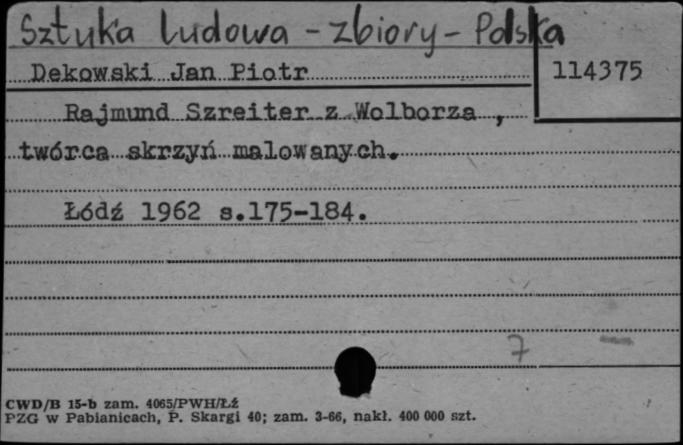 Sztuka ludowa - zbiory - Polska
Dekowski Jan Piotr
114375
Rajmund Szreiter z Wolborza ,
twórca skrzyń malowanych.
Łódź 1962 s.175-184.
7
CWD/B 15-b zam. 4065/PWH/Łż
PZG w Pabianicach, P. Skargi 40; zam. 3-66, nakł. 400 000 szt.